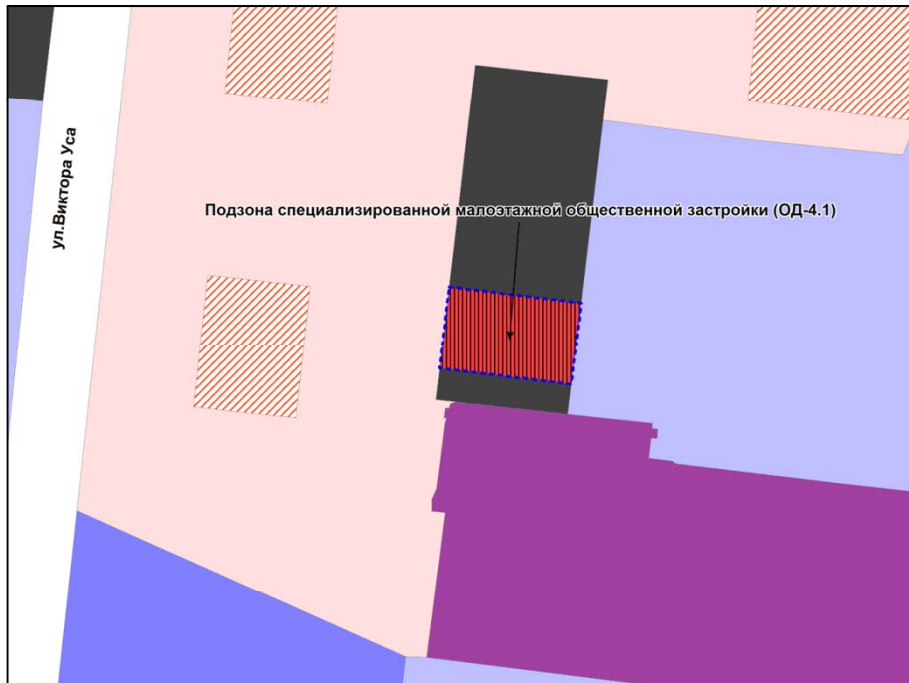 ул.Виктора Уса
Подзона специализированной малоэтажной общественной застройки (ОД-4.1)